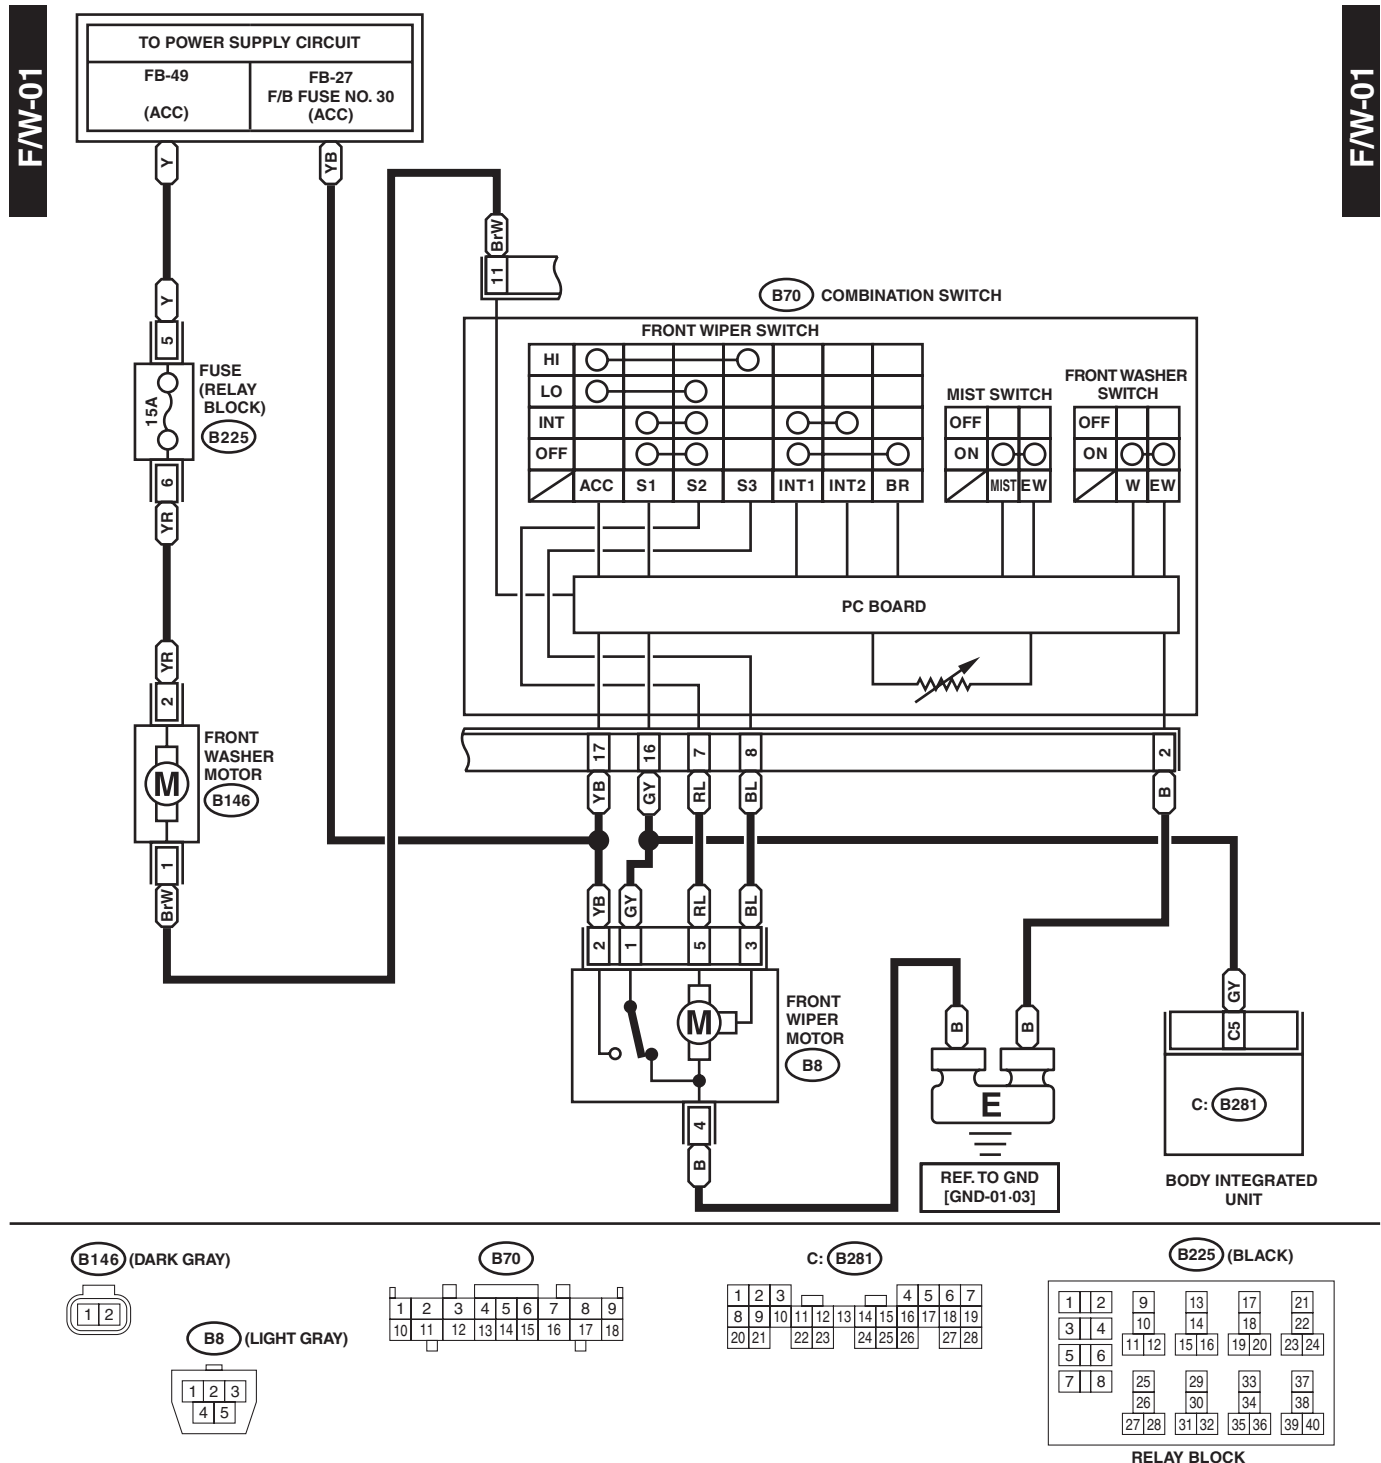 F/W-01
F/W-01
TO POWER SUPPLY CIRCUIT
FB-49
(ACC)
FB-27
F/B FUSE NO. 30
(ACC)
Y
YB
BrW
11
Y
5
15A
FUSE
(RELAY
BLOCK)
B225
6
YR
YR
2
M
FRONT
WASHER
MOTOR
B146
1
BrW
B70 COMBINATION SWITCH
FRONT WIPER SWITCH
HI
LO
INT
OFF
ACC S1 S2 S3 INT1 INT2 BR
MIST SWITCH
OFF
ON
MIST EW
FRONT WASHER
SWITCH
OFF
ON
W EW
PC BOARD
17 16 7 8 2
YB GY RL BL B
YB GY RL BL
2 1 5 3
M
FRONT
WIPER
MOTOR
B8
4
B
B B
E
REF. TO GND
[GND-01·03]
GY
C5
C: B281
BODY INTEGRATED
UNIT
B146 (DARK GRAY)
1 2
B8 (LIGHT GRAY)
1 2 3
4 5
B70
1 2 3 4 5 6 7 8 9
10 11 12 13 14 15 16 17 18
C: B281
1 2 3 4 5 6 7
8 9 10 11 12 13 14 15 16 17 18 19
20 21 22 23 24 25 26 27 28
B225 (BLACK)
1 2 9 13 17 21
3 4 10 14 18 22
5 6 11 12 15 16 19 20 23 24
7 8 25 29 33 37
26 30 34 38
27 28 31 32 35 36 39 40
RELAY BLOCK